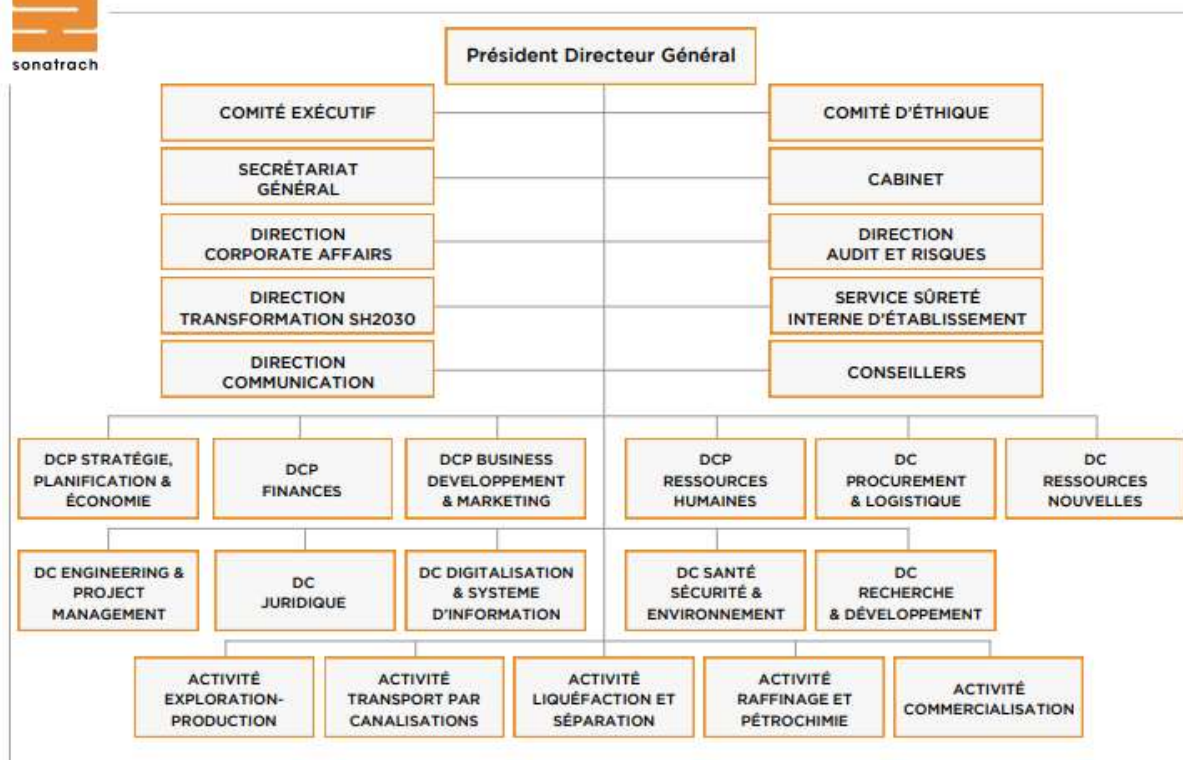 sonatrach
Président Directeur Général
COMITÉ EXÉCUTIF
COMITÉ D'ÉTHIQUE
SECRÉTARIAT
GÉNÉRAL
CABINET
DIRECTION
CORPORATE AFFAIRS
DIRECTION
AUDIT ET RISQUES
DIRECTION
TRANSFORMATION SH2030
SERVICE SÛRETÉ
INTERNE D'ÉTABLISSEMENT
DIRECTION
COMMUNICATION
CONSEILLERS
DCP STRATÉGIE,
PLANIFICATION &
ÉCONOMIE
DCP
FINANCES
DCP BUSINESS
DEVELOPPEMENT
& MARKETING
DCP
RESSOURCES
HUMAINES
DC
PROCUREMENT
& LOGISTIQUE
DC
RESSOURCES
NOUVELLES
DC ENGINEERING &
PROJECT
MANAGEMENT
DC
JURIDIQUE
DC DIGITALISATION
& SYSTEME
D'INFORMATION
DC SANTÉ
SÉCURITÉ &
ENVIRONNEMENT
DC
RECHERCHE
& DÉVELOPPEMENT
ACTIVITÉ
EXPLORATION-
PRODUCTION
ACTIVITÉ
TRANSPORT PAR
CANALISATIONS
ACTIVITÉ
LIQUÉFACTION ET
SÉPARATION
ACTIVITÉ
RAFFINAGE ET
PÉTROCHIMIE
ACTIVITÉ
COMMERCIALISATION